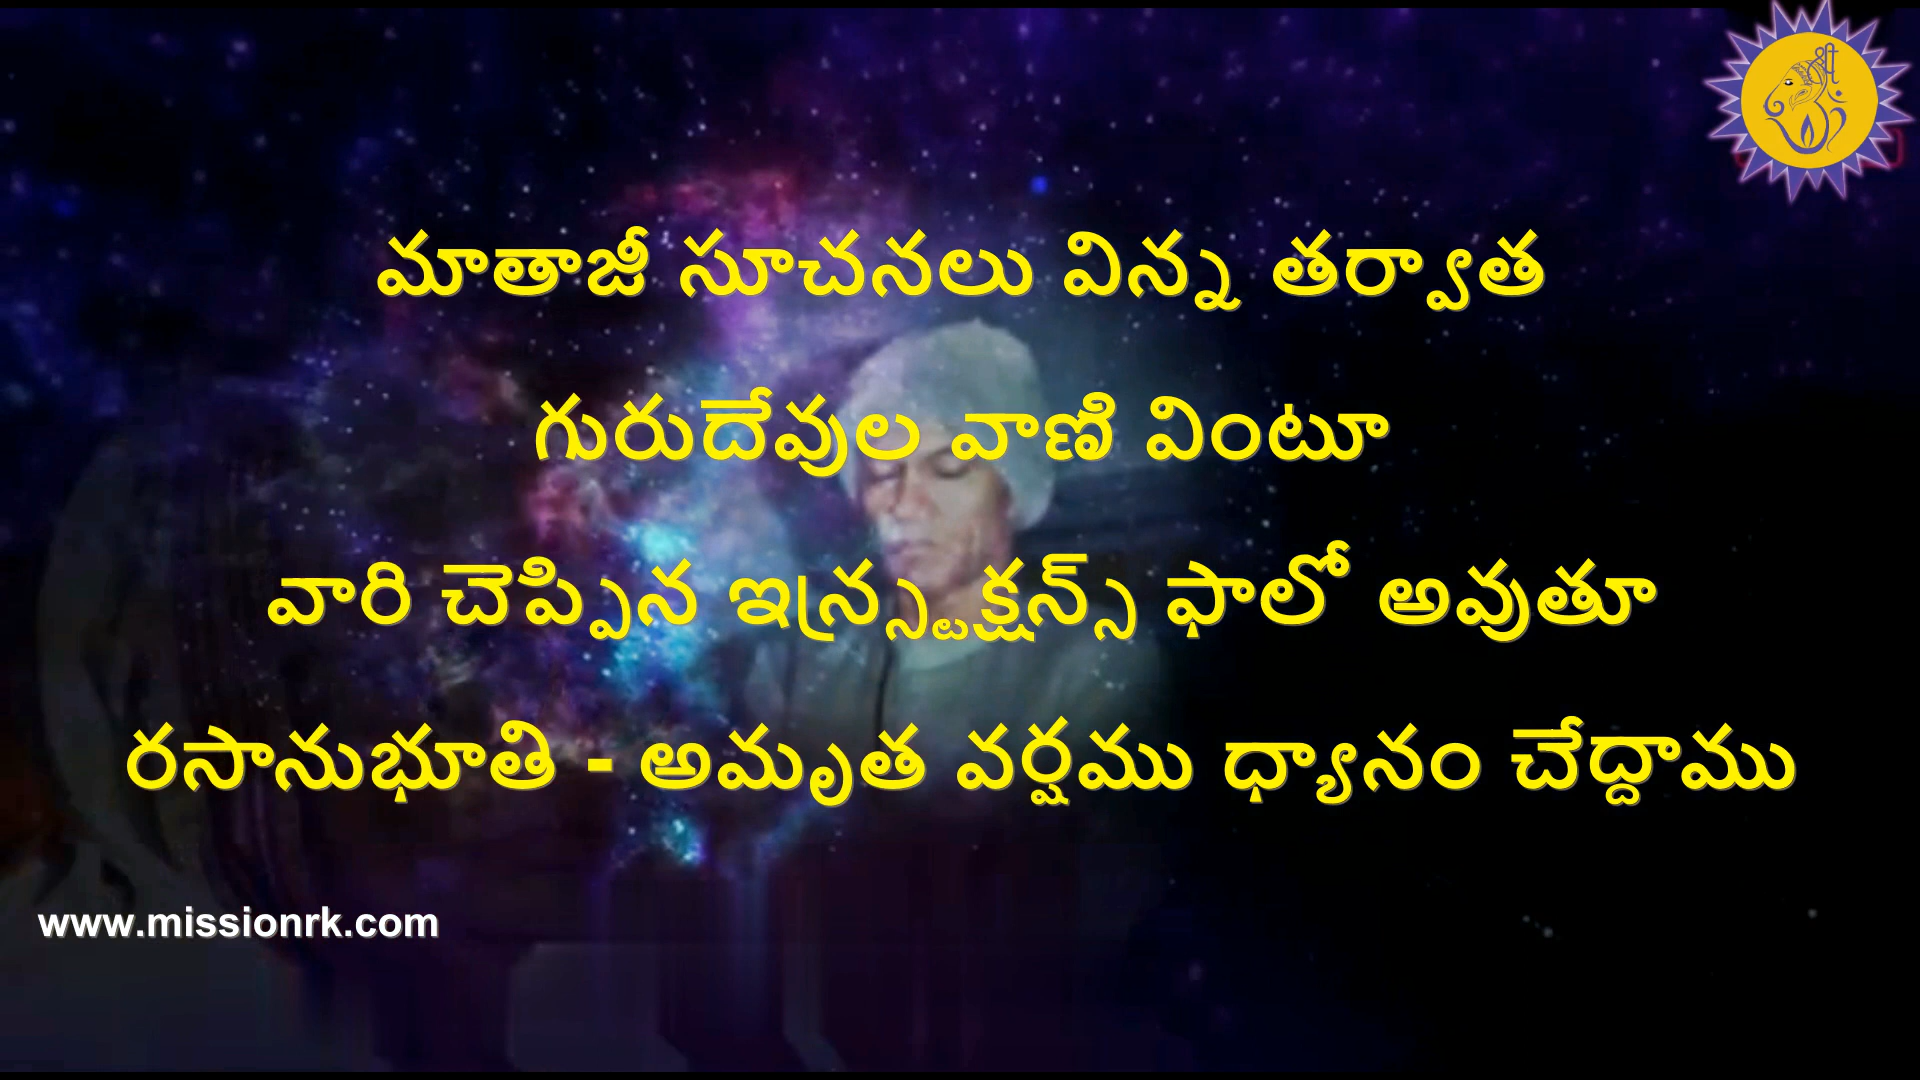 మాతాజీ సూచనలు విన్న తర్వాత
గురుదేవుల వాణి వింటూ
వారి చెప్పిన ఇన్స్ట్రక్షన్స్ ఫాలో అవుతూ
రసానుభూతి - అమృత వర్షము ధ్యానం చేద్దాము
www.missionrk.com